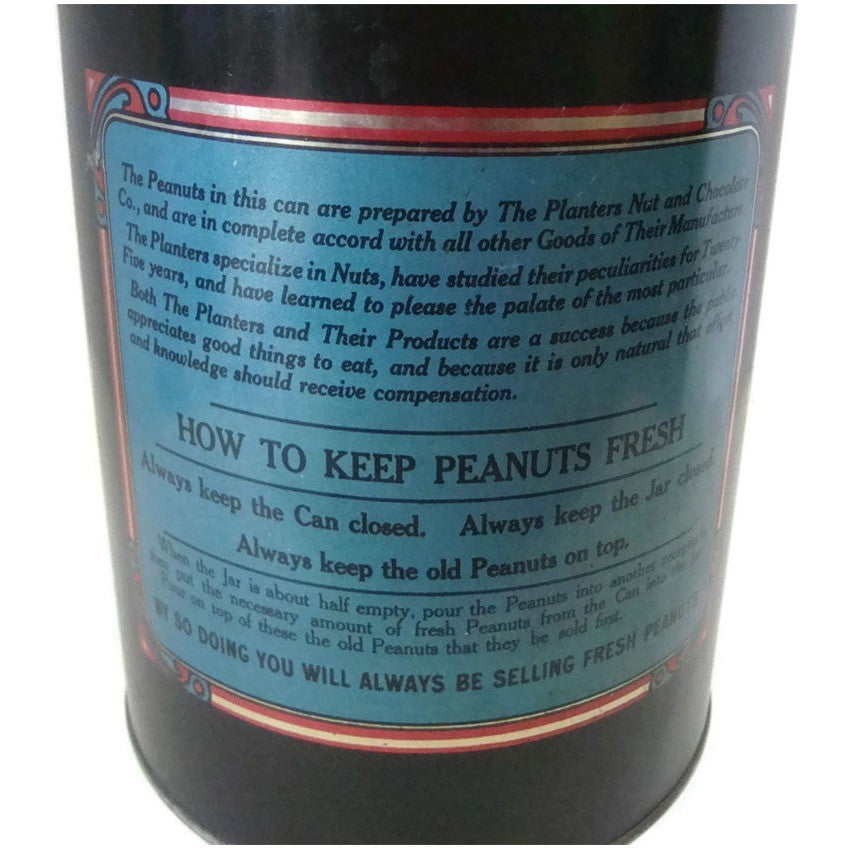 The Peanuts in this can are prepared by The Planters Nut and Chocolate
Co., and are in complete accord with all other Goods of Their Manufacture.
The Planters specialize in Nuts, have studied their peculiarities for Twenty-
Five years, and have learned to please the palate of the most particular.
Both The Planters and Their Products are a success because the public
appreciates good things to eat, and because it is only natural that effort
and knowledge should receive compensation.
HOW TO KEEP PEANUTS FRESH
Always keep the Can closed. Always keep the Jar closed.
Always keep the old Peanuts on top.
When the Jar is about half empty, pour the Peanuts into another receptacle,
then put the necessary amount of fresh Peanuts from the Can into the
Pour on top of these the old Peanuts that they be sold first.
BY SO DOING YOU WILL ALWAYS BE SELLING FRESH PEANUTS